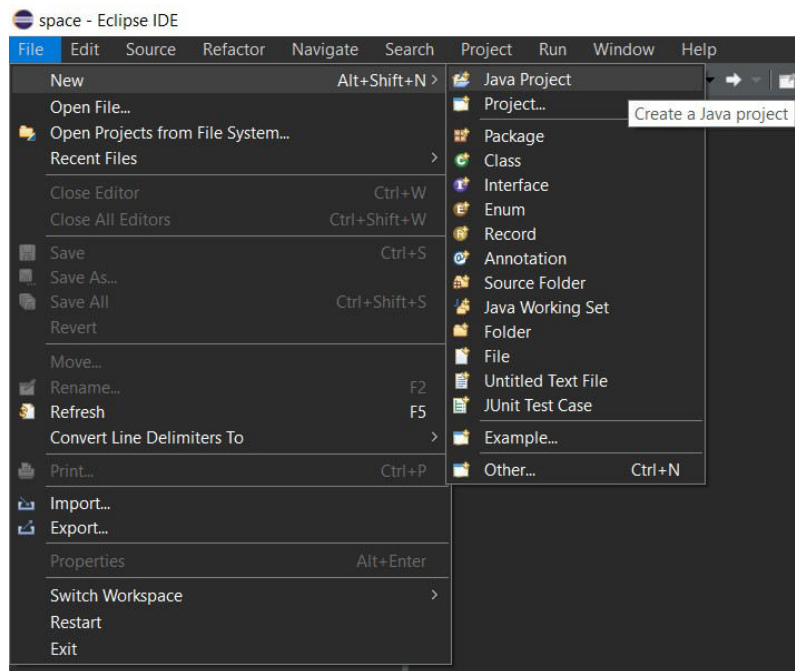 space - Eclipse IDE
File Edit Source Refactor Navigate Search Project Run Window Help
New Alt+Shift+N >
Open File...
Open Projects from File System...
Recent Files >
Close Editor Ctrl+W
Close All Editors Ctrl+Shift+W
Save Ctrl+S
Save As...
Save All Ctrl+Shift+S
Revert
Move...
Rename... F2
Refresh F5
Convert Line Delimiters To >
Print... Ctrl+P
Import...
Export...
Properties Alt+Enter
Switch Workspace >
Restart
Exit
Java Project
Project...
Create a Java project
Package
Class
Interface
Enum
Record
Annotation
Source Folder
Java Working Set
Folder
File
Untitled Text File
JUnit Test Case
Example...
Other... Ctrl+N